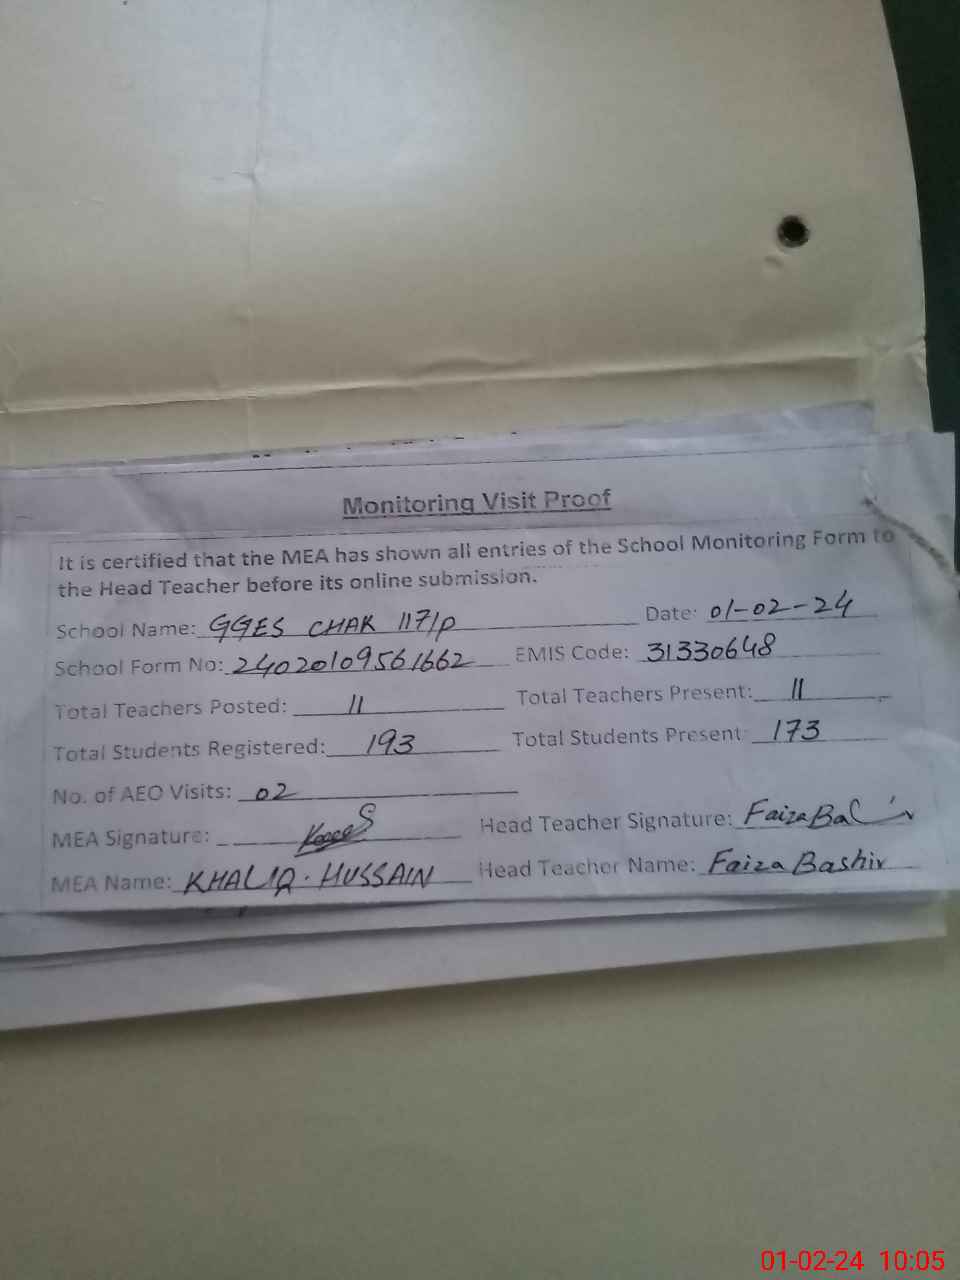 Monitoring Visit Proof
It is certified that the MEA has shown all entries of the School Monitoring Form to
the Head Teacher before its online submission.
School Name: GGES CHAK 117/P Date: 01-02-24
School Form No: 24020109561662 EMIS Code: 31330648
Total Teachers Posted: 11 Total Teachers Present: 11
Total Students Registered: 193 Total Students Present: 173
No. of AEO Visits: 02
MEA Signature: Head Teacher Signature: Faiza
MEA Name: KHALIQ. HUSSAIN Head Teacher Name: Faiza Bashir
01-02-24 10:05